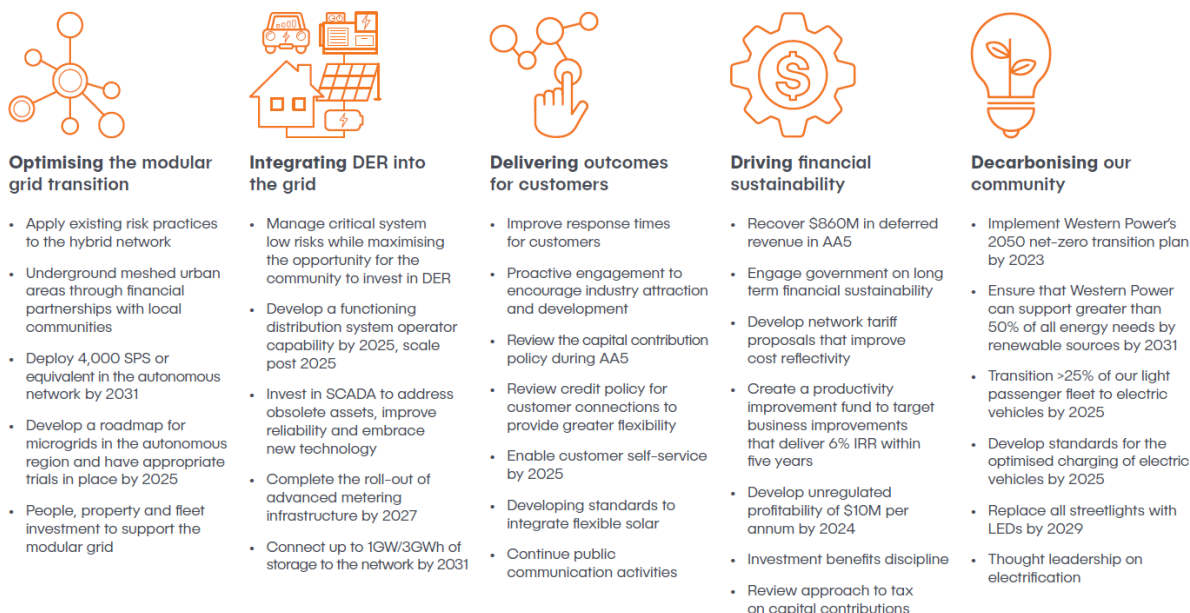 Optimising the modular
grid transition
• Apply existing risk practices
to the hybrid network
• Underground meshed urban
areas through financial
partnerships with local
communities
• Deploy 4,000 SPS or
equivalent in the autonomous
network by 2031
• Develop a roadmap for
microgrids in the autonomous
region and have appropriate
trials in place by 2025
• People, property and fleet
investment to support the
modular grid
Integrating DER into
the grid
• Manage critical system
low risks while maximising
the opportunity for the
community to invest in DER
• Develop a functioning
distribution system operator
capability by 2025, scale
post 2025
• Invest in SCADA to address
obsolete assets, improve
reliability and embrace
new technology
• Complete the roll-out of
advanced metering
infrastructure by 2027
• Connect up to 1GW/3GWh of
storage to the network by 2031
Delivering outcomes
for customers
• Improve response times
for customers
• Proactive engagement to
encourage industry attraction
and development
• Review the capital contribution
policy during AA5
• Review credit policy for
customer connections to
provide greater flexibility
• Enable customer self-service
by 2025
• Developing standards to
integrate flexible solar
• Continue public
communication activities
Driving financial
sustainability
• Recover $860M in deferred
revenue in AA5
• Engage government on long
term financial sustainability
• Develop network tariff
proposals that improve
cost reflectivity
• Create a productivity
improvement fund to target
business improvements
that deliver 6% IRR within
five years
• Develop unregulated
profitability of $10M per
annum by 2024
• Investment benefits discipline
• Review approach to tax
on capital contributions
Decarbonising our
community
• Implement Western Power's
2050 net-zero transition plan
by 2023
• Ensure that Western Power
can support greater than
50% of all energy needs by
renewable sources by 2031
• Transition >25% of our light
passenger fleet to electric
vehicles by 2025
• Develop standards for the
optimised charging of electric
vehicles by 2025
• Replace all streetlights with
LEDs by 2029
• Thought leadership on
electrification